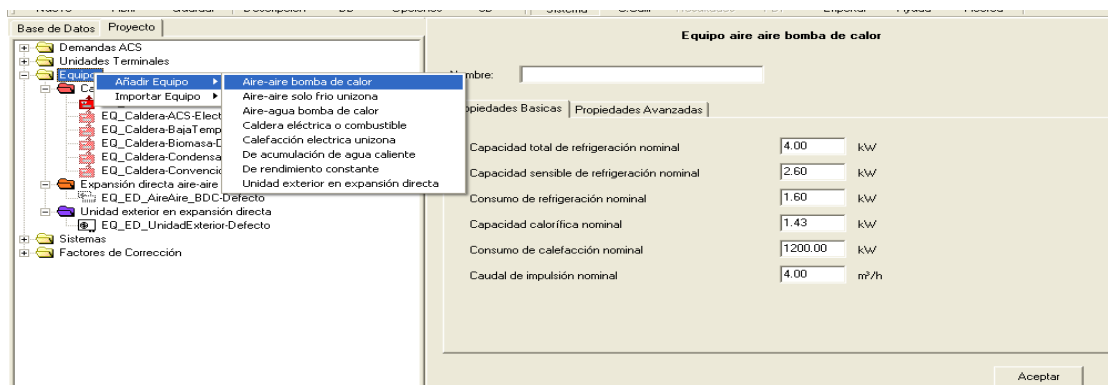 Base de Datos Proyecto
Demandas ACS
Unidades Terminales
Equipo
Añadir Equipo
Importar Equipo
Aire-aire bomba de calor
Aire-aire solo frio unizona
Aire-agua bomba de calor
Caldera eléctrica o combustible
Calefacción electrica unizona
De acumulación de agua caliente
De rendimiento constante
Unidad exterior en expansión directa
Ca
EQ_Caldera-ACS-Elect
EQ_Caldera-BajaTemp
EQ_Caldera-Biomasa-D
EQ_Caldera-Condensa
EQ_Caldera-Convencio
Expansión directa aire-aire
EQ_ED_AireAire_BDC-Defecto
Unidad exterior en expansión directa
EQ_ED_UnidadExterior-Defecto
Sistemas
Factores de Corrección
Equipo aire aire bomba de calor
mbre:
opiedades Basicas Propiedades Avanzadas
Capacidad total de refrigeración nominal 4.00 kW
Capacidad sensible de refrigeración nominal 2.60 kW
Consumo de refrigeración nominal 1.60 kW
Capacidad calorífica nominal 1.43 kW
Consumo de calefacción nominal 1200.00 kW
Caudal de impulsión nominal 4.00 m³/h
Aceptar